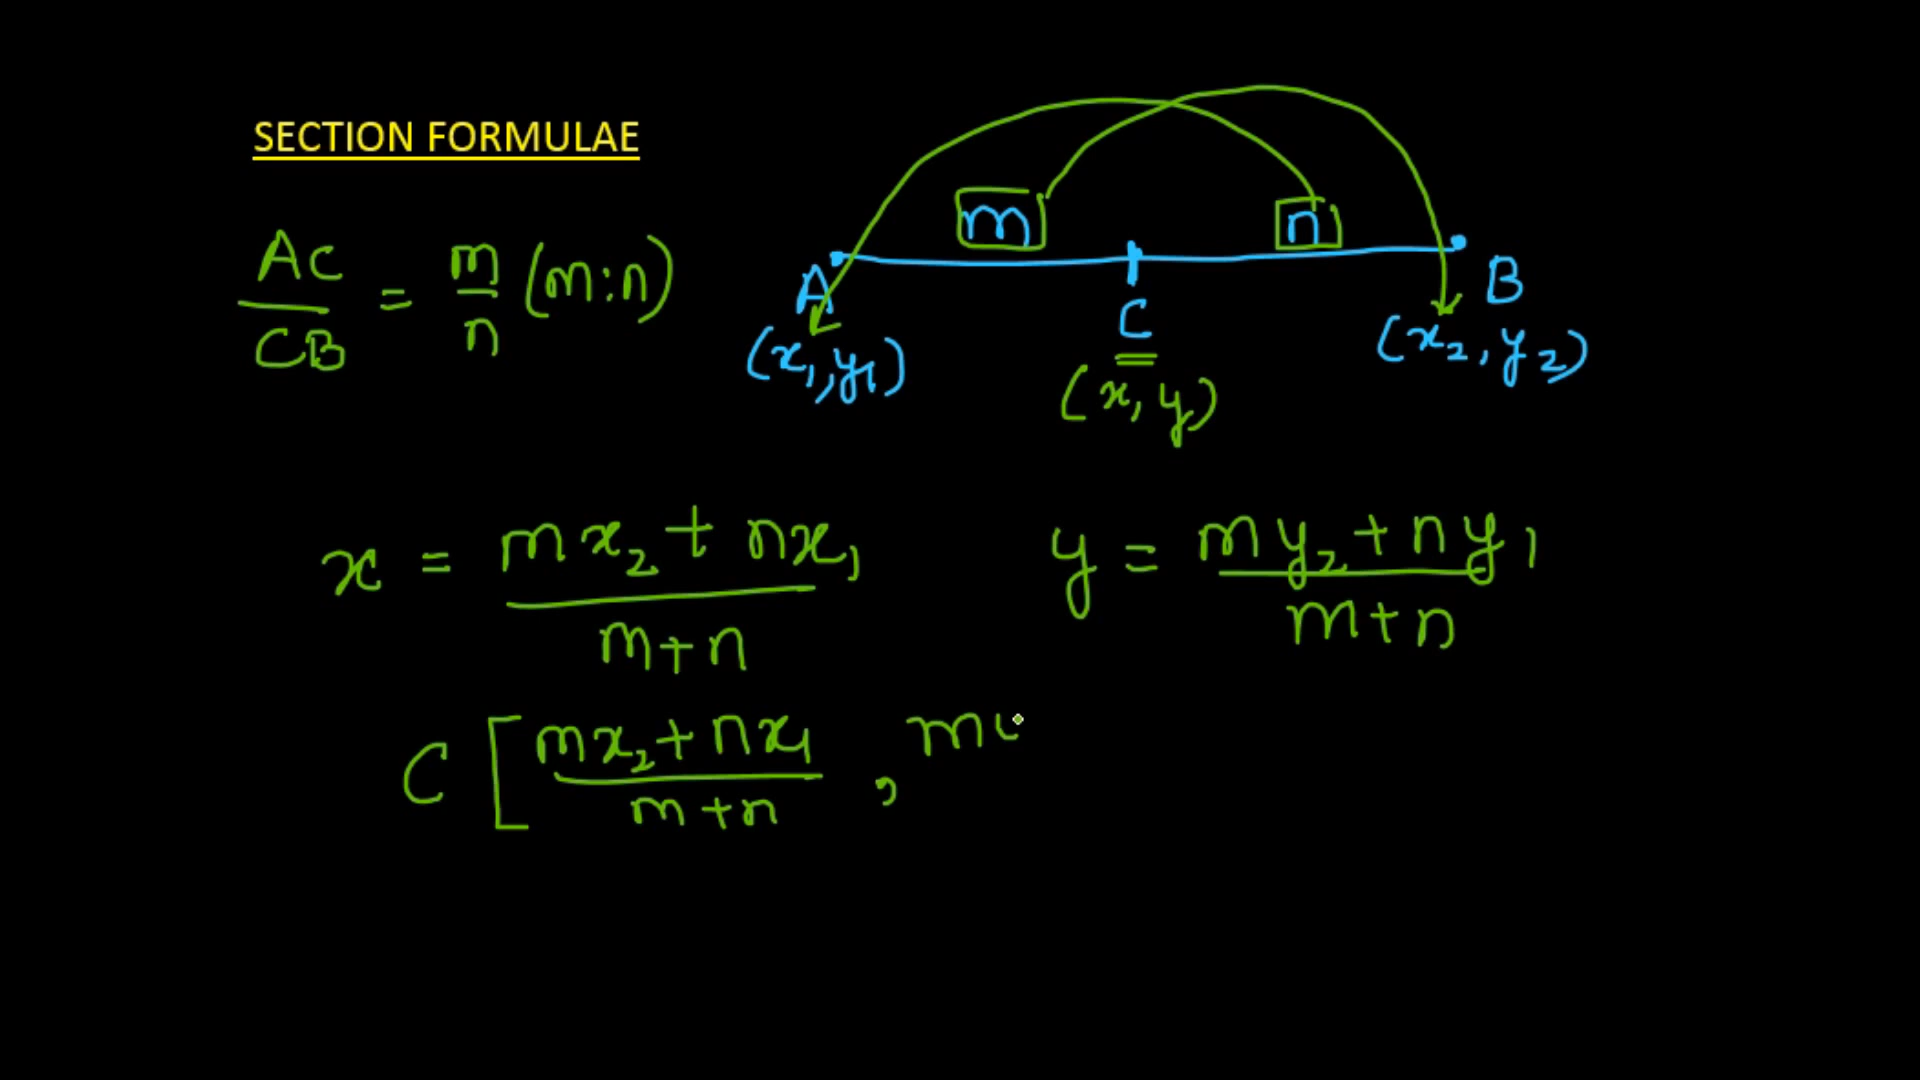 SECTION FORMULAE
AC/CB = m/n (m:n)
m n
A C B
(x₁, y₁) (x, y) (x₂, y₂)
x = (mx₂ + nx₁)/(m+n) y = (my₂ + ny₁)/(m+n)
C [(mx₂ + nx₁)/(m+n) , m